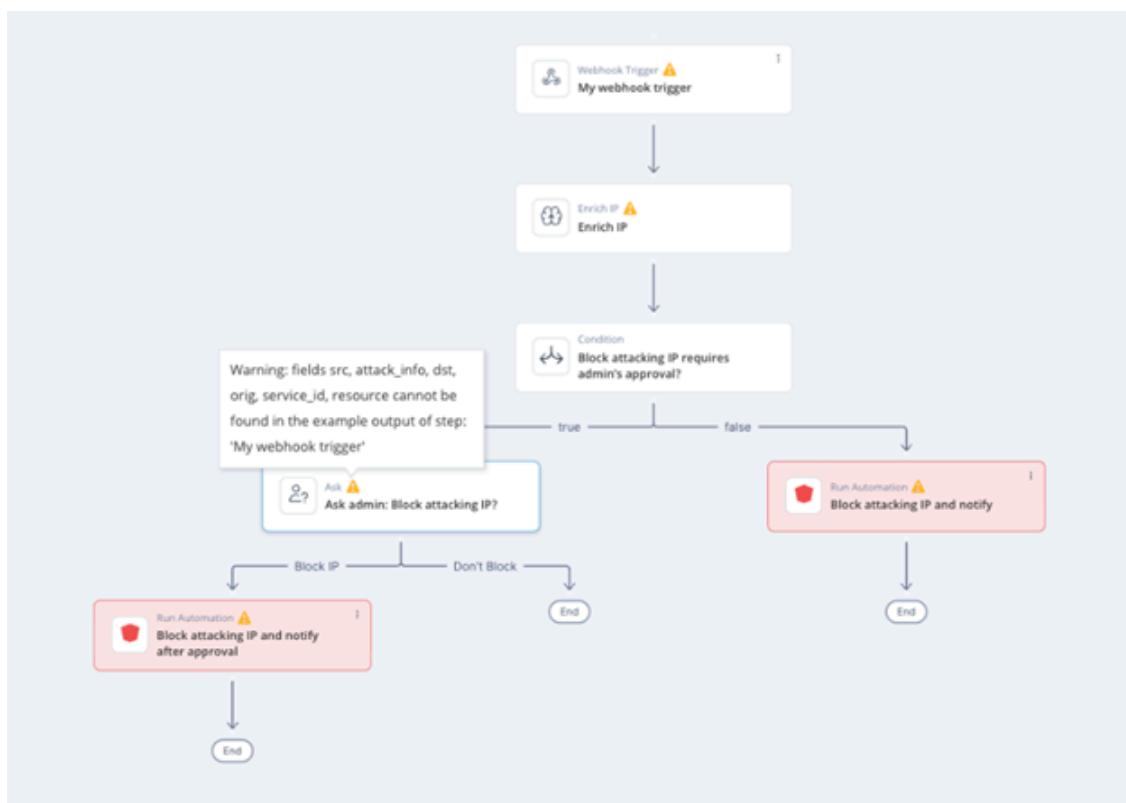 Webhook Trigger
My webhook trigger
Enrich IP
Enrich IP
Condition
Block attacking IP requires
admin's approval?
Warning: fields src, attack_info, dst,
orig, service_id, resource cannot be
found in the example output of step:
'My webhook trigger'
true
false
Ask
Ask admin: Block attacking IP?
Run Automation
Block attacking IP and notify
Block IP
Don't Block
End
End
Run Automation
Block attacking IP and notify
after approval
End